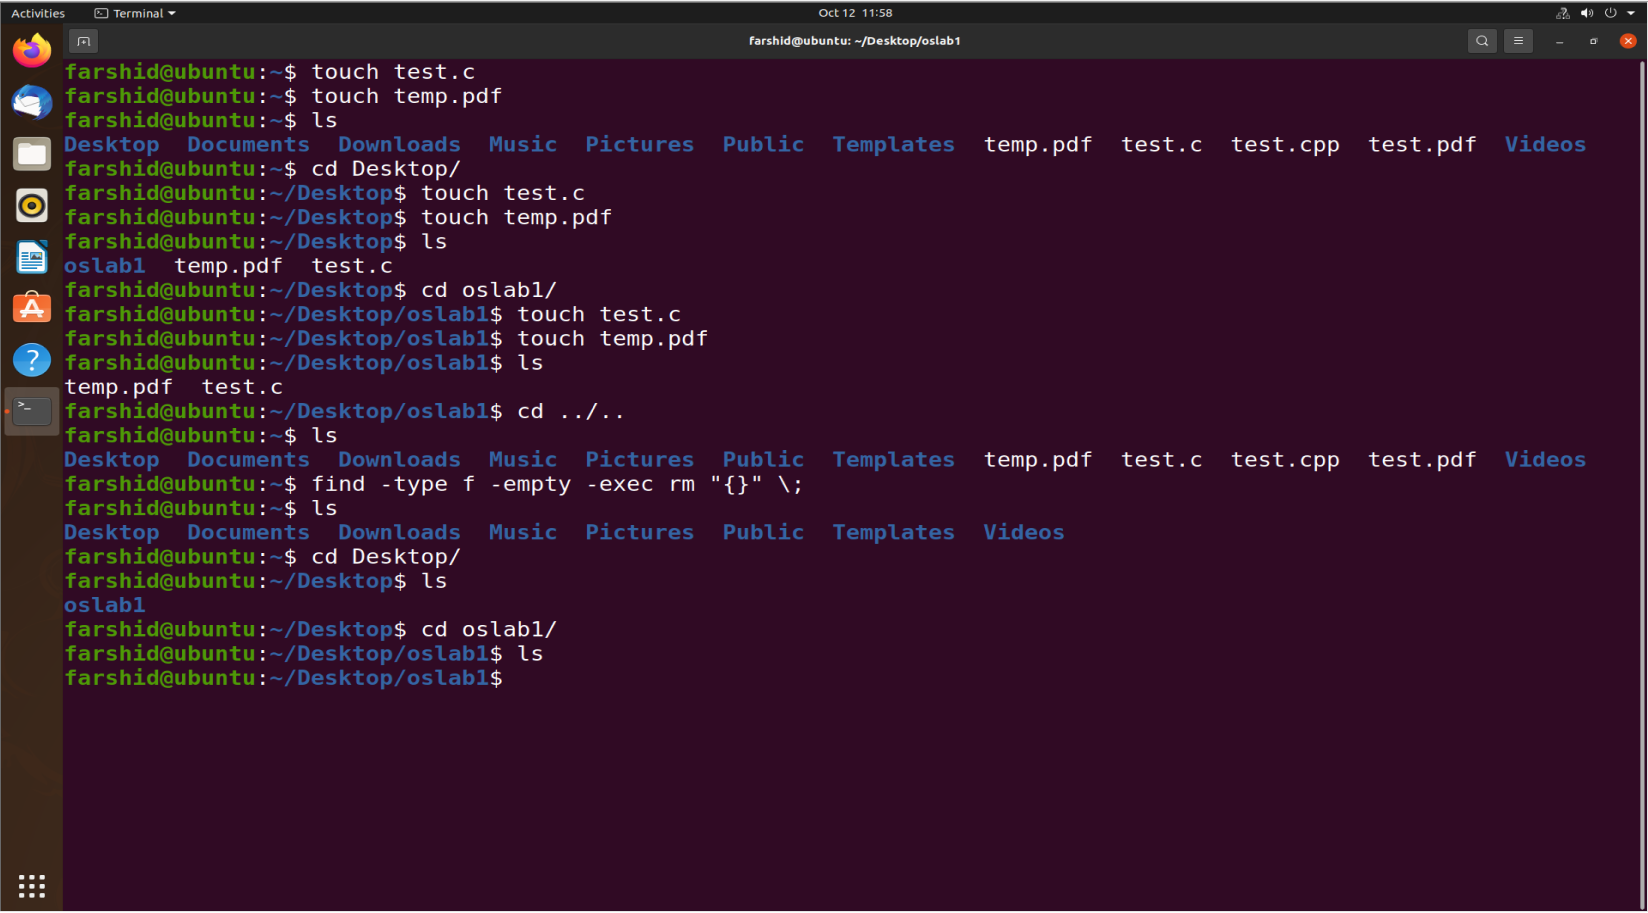 Activities Terminal Oct 12 11:58
farshid@ubuntu: ~/Desktop/oslab1
farshid@ubuntu:~$ touch test.c
farshid@ubuntu:~$ touch temp.pdf
farshid@ubuntu:~$ ls
Desktop Documents Downloads Music Pictures Public Templates temp.pdf test.c test.cpp test.pdf Videos
farshid@ubuntu:~$ cd Desktop/
farshid@ubuntu:~/Desktop$ touch test.c
farshid@ubuntu:~/Desktop$ touch temp.pdf
farshid@ubuntu:~/Desktop$ ls
oslab1 temp.pdf test.c
farshid@ubuntu:~/Desktop$ cd oslab1/
farshid@ubuntu:~/Desktop/oslab1$ touch test.c
farshid@ubuntu:~/Desktop/oslab1$ touch temp.pdf
farshid@ubuntu:~/Desktop/oslab1$ ls
temp.pdf test.c
farshid@ubuntu:~/Desktop/oslab1$ cd ../..
farshid@ubuntu:~$ ls
Desktop Documents Downloads Music Pictures Public Templates temp.pdf test.c test.cpp test.pdf Videos
farshid@ubuntu:~$ find -type f -empty -exec rm "{}" \;
farshid@ubuntu:~$ ls
Desktop Documents Downloads Music Pictures Public Templates Videos
farshid@ubuntu:~$ cd Desktop/
farshid@ubuntu:~/Desktop$ ls
oslab1
farshid@ubuntu:~/Desktop$ cd oslab1/
farshid@ubuntu:~/Desktop/oslab1$ ls
farshid@ubuntu:~/Desktop/oslab1$